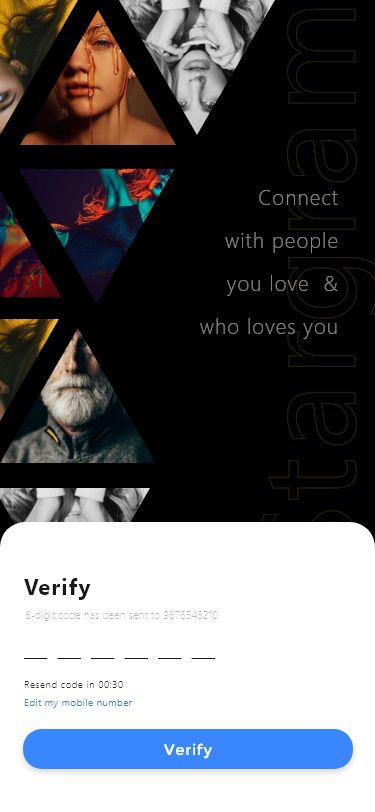 Connect
with people
you love &
who loves you
stargram
Verify
6-digit code has been sent to 9876543210
Resend code in 00:30
Edit my mobile number
Verify